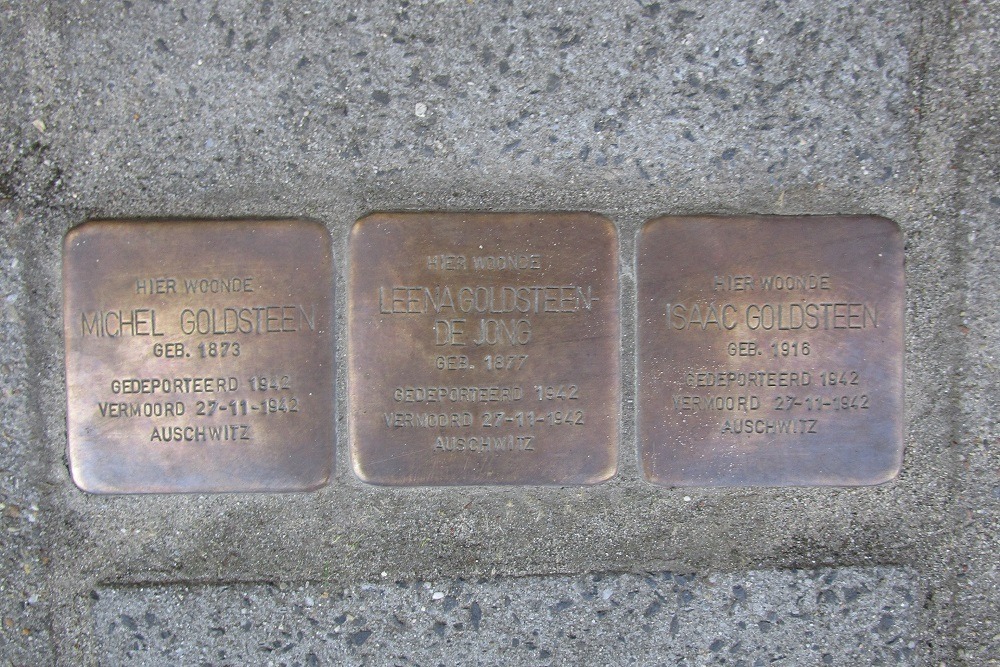 HIER WOONDE
MICHEL GOLDSTEEN
GEB. 1873
GEDEPORTEERD 1942
VERMOORD 27-11-1942
AUSCHWITZ
HIER WOONDE
LEENA GOLDSTEEN-
DE JONG
GEB. 1877
GEDEPORTEERD 1942
VERMOORD 27-11-1942
AUSCHWITZ
HIER WOONDE
ISAAC GOLDSTEEN
GEB. 1916
GEDEPORTEERD 1942
VERMOORD 27-11-1942
AUSCHWITZ